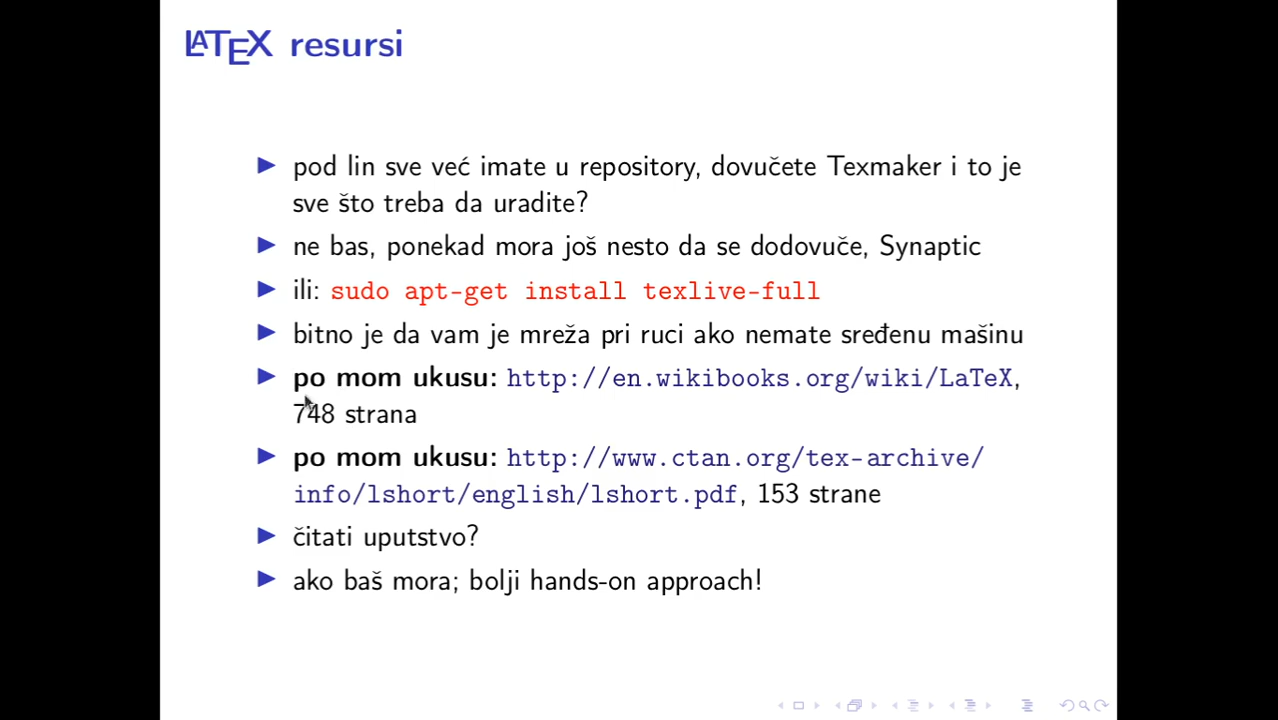 LATEX resursi
pod lin sve već imate u repository, dovučete Texmaker i to je
sve što treba da uradite?
ne bas, ponekad mora još nesto da se dodovuče, Synaptic
ili: sudo apt-get install texlive-full
bitno je da vam je mreža pri ruci ako nemate sređenu mašinu
po mom ukusu: http://en.wikibooks.org/wiki/LaTeX,
748 strana
po mom ukusu: http://www.ctan.org/tex-archive/
info/lshort/english/lshort.pdf, 153 strane
čitati uputstvo?
ako baš mora; bolji hands-on approach!